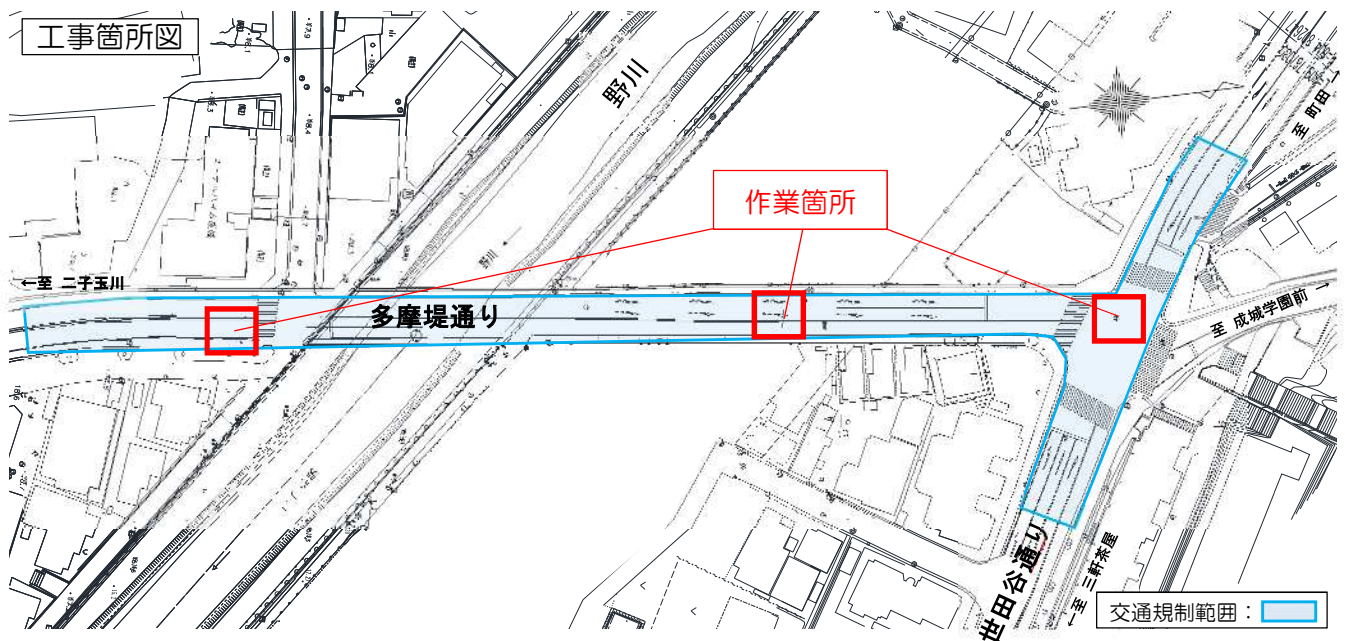 工事箇所図
野川
至 町田 →
作業箇所
←至 二子玉川
野川
多摩堤通り
至 成城学園前 →
世田谷通り
←至 三軒茶屋
交通規制範囲：